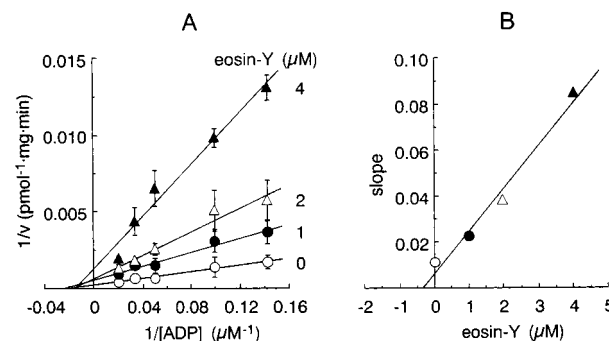 A
B
eosin-Y (μM)
0.015
4
0.010
0.005
2
1
0
1/v (pmol⁻¹·mg·min)
-0.04 0 0.04 0.08 0.12 0.16
1/[ADP] (μM⁻¹)
0.10
0.08
0.06
0.04
0.02
slope
-2 -1 0 1 2 3 4 5
eosin-Y (μM)